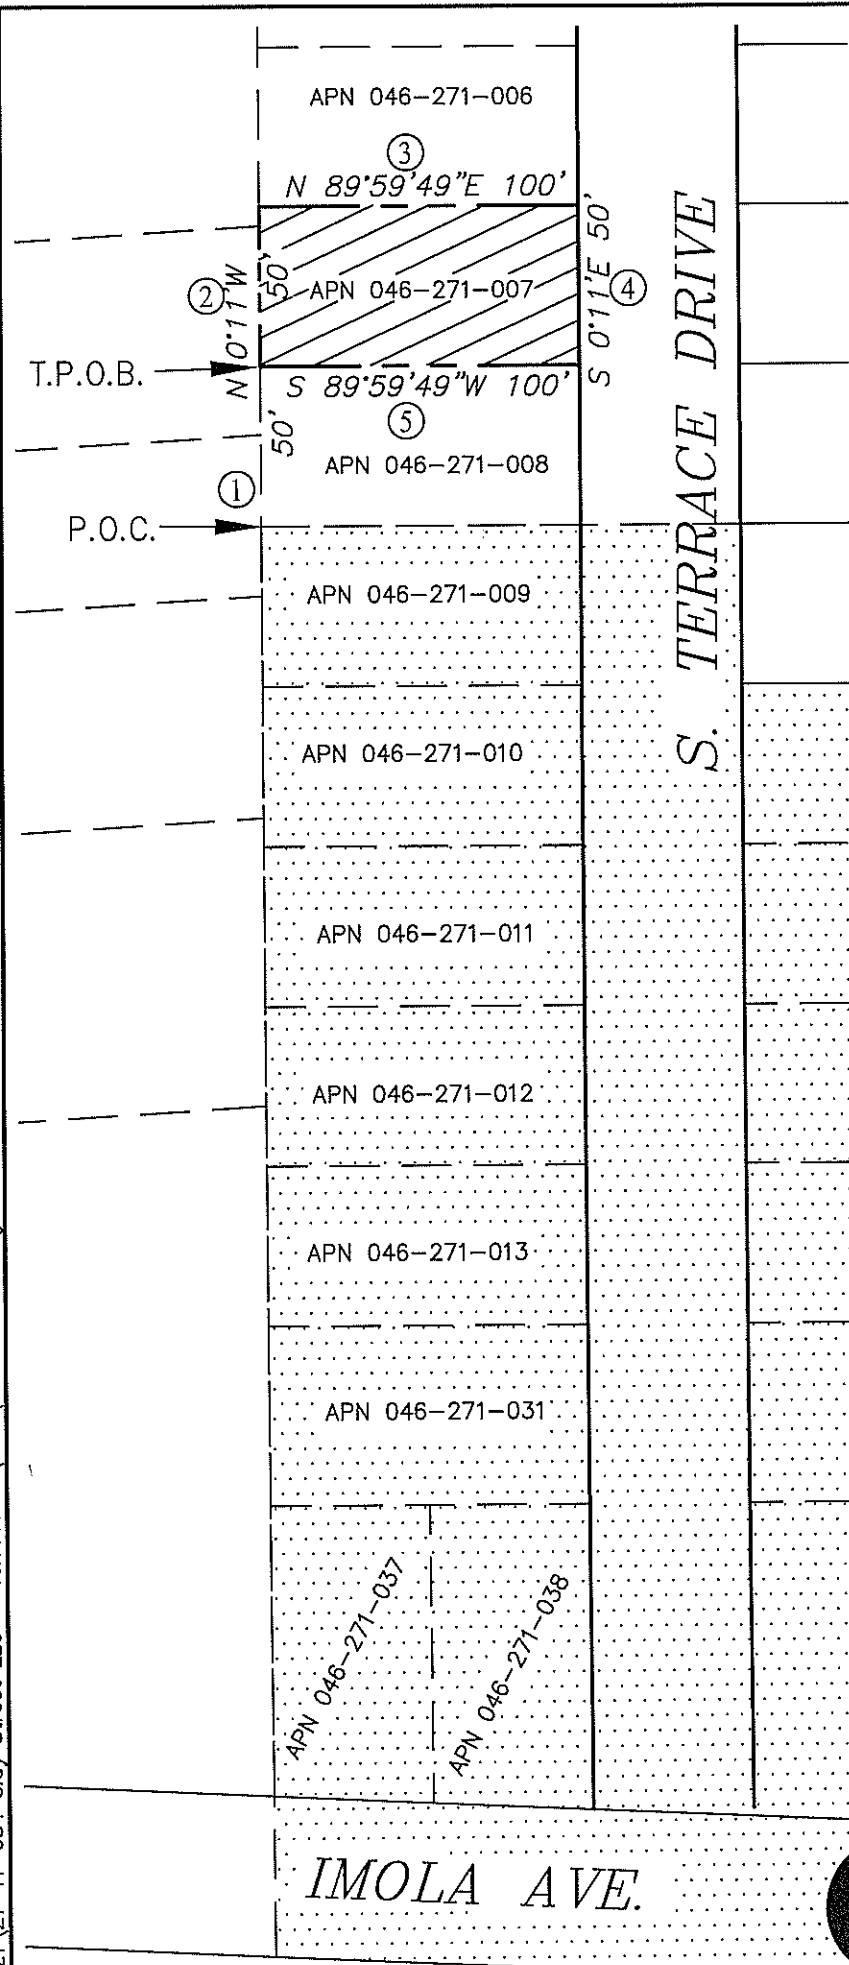 APN 046-271-006
③
N 89°59'49"E 100'
② N 0°11'W 50'
APN 046-271-007
S 0°11'E 50' ④
T.P.O.B.
S 89°59'49"W 100'
⑤
50'
APN 046-271-008
①
P.O.C.
S. TERRACE DRIVE
APN 046-271-009
APN 046-271-010
APN 046-271-011
APN 046-271-012
APN 046-271-013
APN 046-271-031
APN 046-271-037
APN 046-271-038
IMOLA AVE.